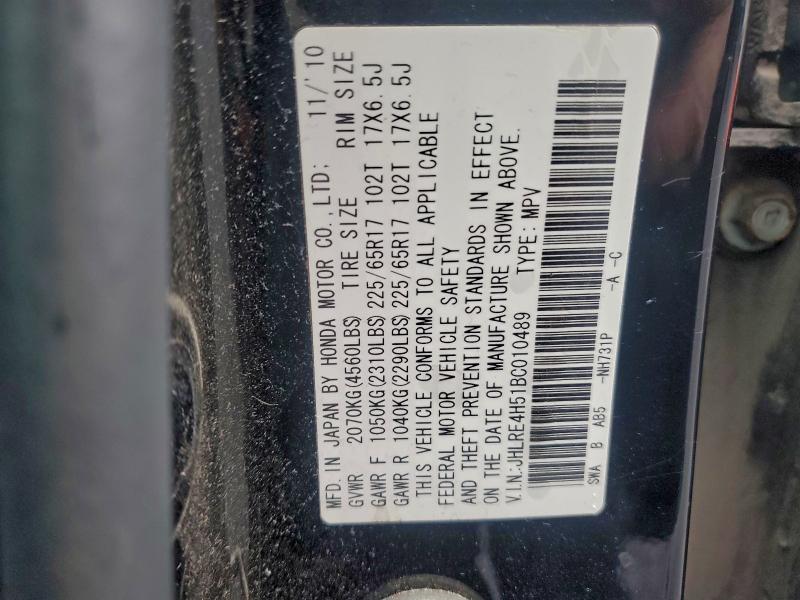 MFD. IN JAPAN BY HONDA MOTOR CO., LTD; 11/'10
GVWR 2070KG(4560LBS) TIRE SIZE RIM SIZE
GAWR F 1050KG(2310LBS) 225/65R17 102T 17X6.5J
GAWR R 1040KG(2290LBS) 225/65R17 102T 17X6.5J
THIS VEHICLE CONFORMS TO ALL APPLICABLE
FEDERAL MOTOR VEHICLE SAFETY
AND THEFT PREVENTION STANDARDS IN EFFECT
ON THE DATE OF MANUFACTURE SHOWN ABOVE.
V.IN.:JHLRE4H51BC010489 TYPE: MPV
SWA B AB5 -NH731P -A -C